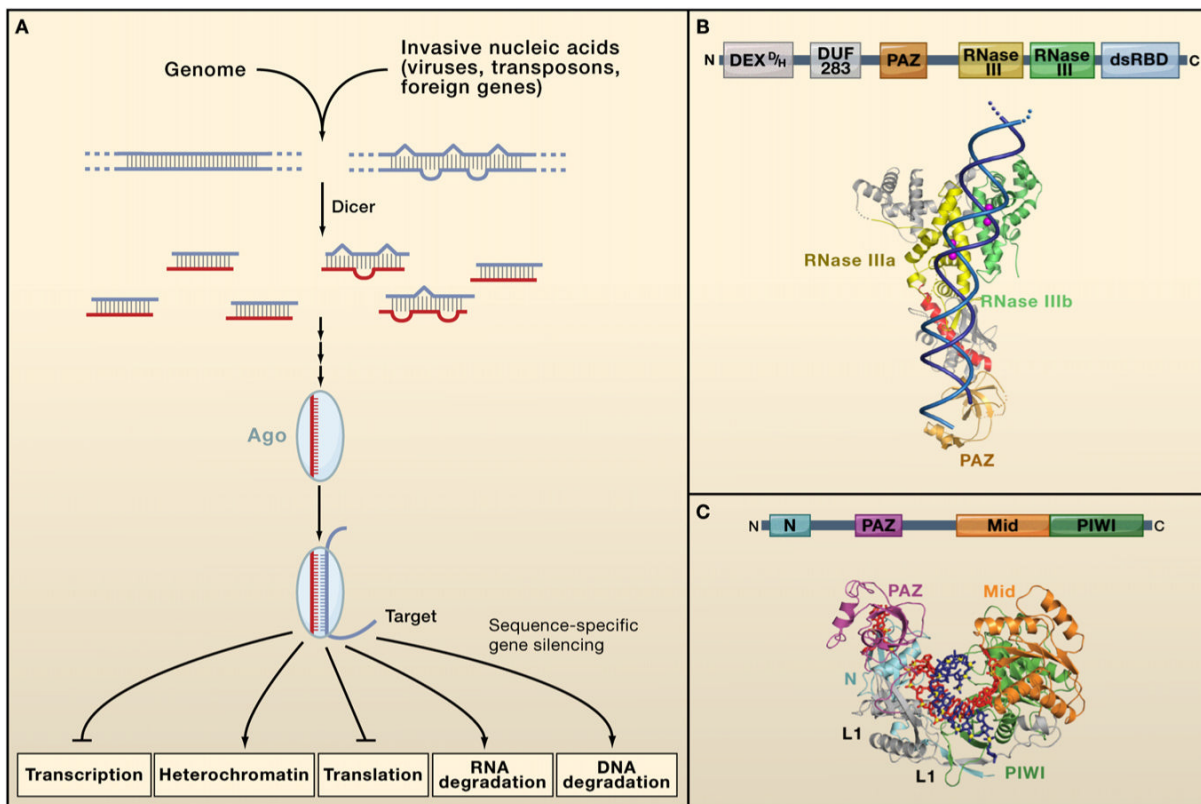 A
Genome
Invasive nucleic acids
(viruses, transposons,
foreign genes)
Dicer
Ago
Target
Sequence-specific
gene silencing
Transcription
Heterochromatin
Translation
RNA
degradation
DNA
degradation
B
N
DEX D/H
DUF
283
PAZ
RNase
III
RNase
III
dsRBD
C
RNase IIIa
RNase IIIb
PAZ
C
N
N
PAZ
Mid
PIWI
C
PAZ
Mid
N
L1
L1
PIWI